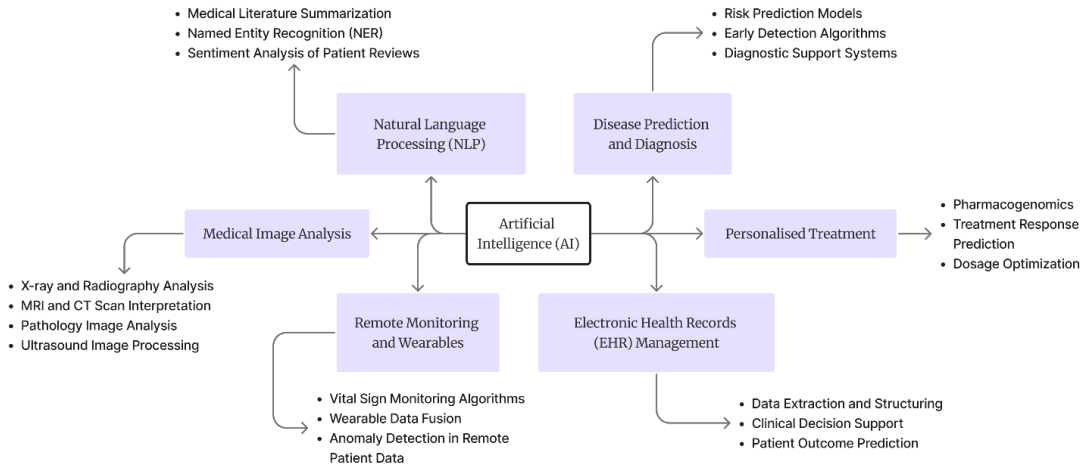 • Medical Literature Summarization
• Named Entity Recognition (NER)
• Sentiment Analysis of Patient Reviews
• Risk Prediction Models
• Early Detection Algorithms
• Diagnostic Support Systems
Natural Language
Processing (NLP)
Disease Prediction
and Diagnosis
Medical Image Analysis
Artificial
Intelligence (AI)
Personalised Treatment
• Pharmacogenomics
• Treatment Response
Prediction
• Dosage Optimization
• X-ray and Radiography Analysis
• MRI and CT Scan Interpretation
• Pathology Image Analysis
• Ultrasound Image Processing
Remote Monitoring
and Wearables
Electronic Health Records
(EHR) Management
• Vital Sign Monitoring Algorithms
• Wearable Data Fusion
• Anomaly Detection in Remote
Patient Data
• Data Extraction and Structuring
• Clinical Decision Support
• Patient Outcome Prediction